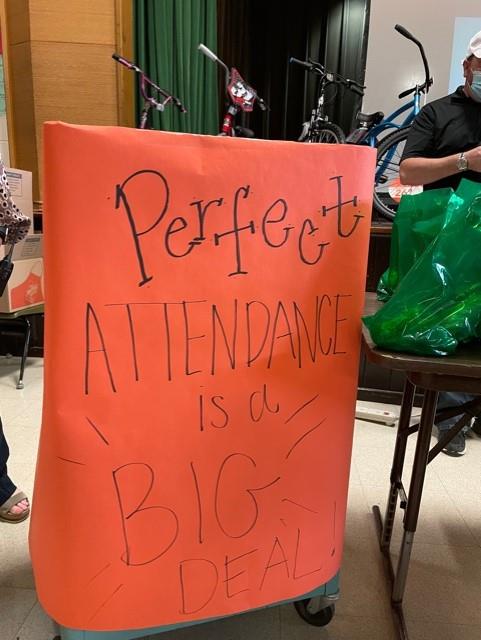 Perfect
ATTENDANCE
is a
BIG
DEAL!